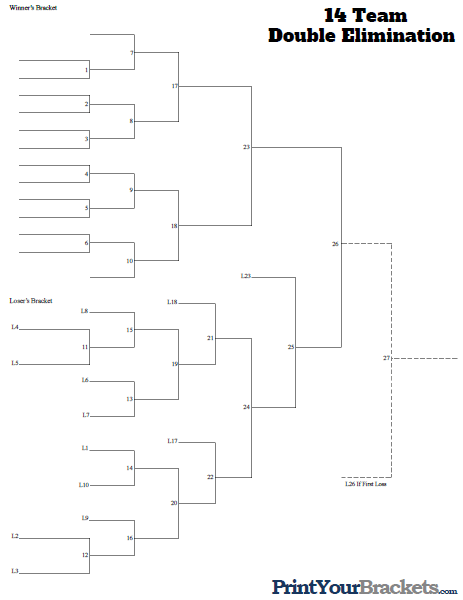 Winner's Bracket
14 Team
Double Elimination
7
1
17
2
8
3
23
4
9
5
18
6
26
10
L23
Loser's Bracket
L18
L8
L4
15
21
11
25
27
L5
19
L6
13
24
L7
L17
L1
14
22
L10
L26 If First Loss
20
L9
L2
16
12
L3
PrintYourBrackets.com